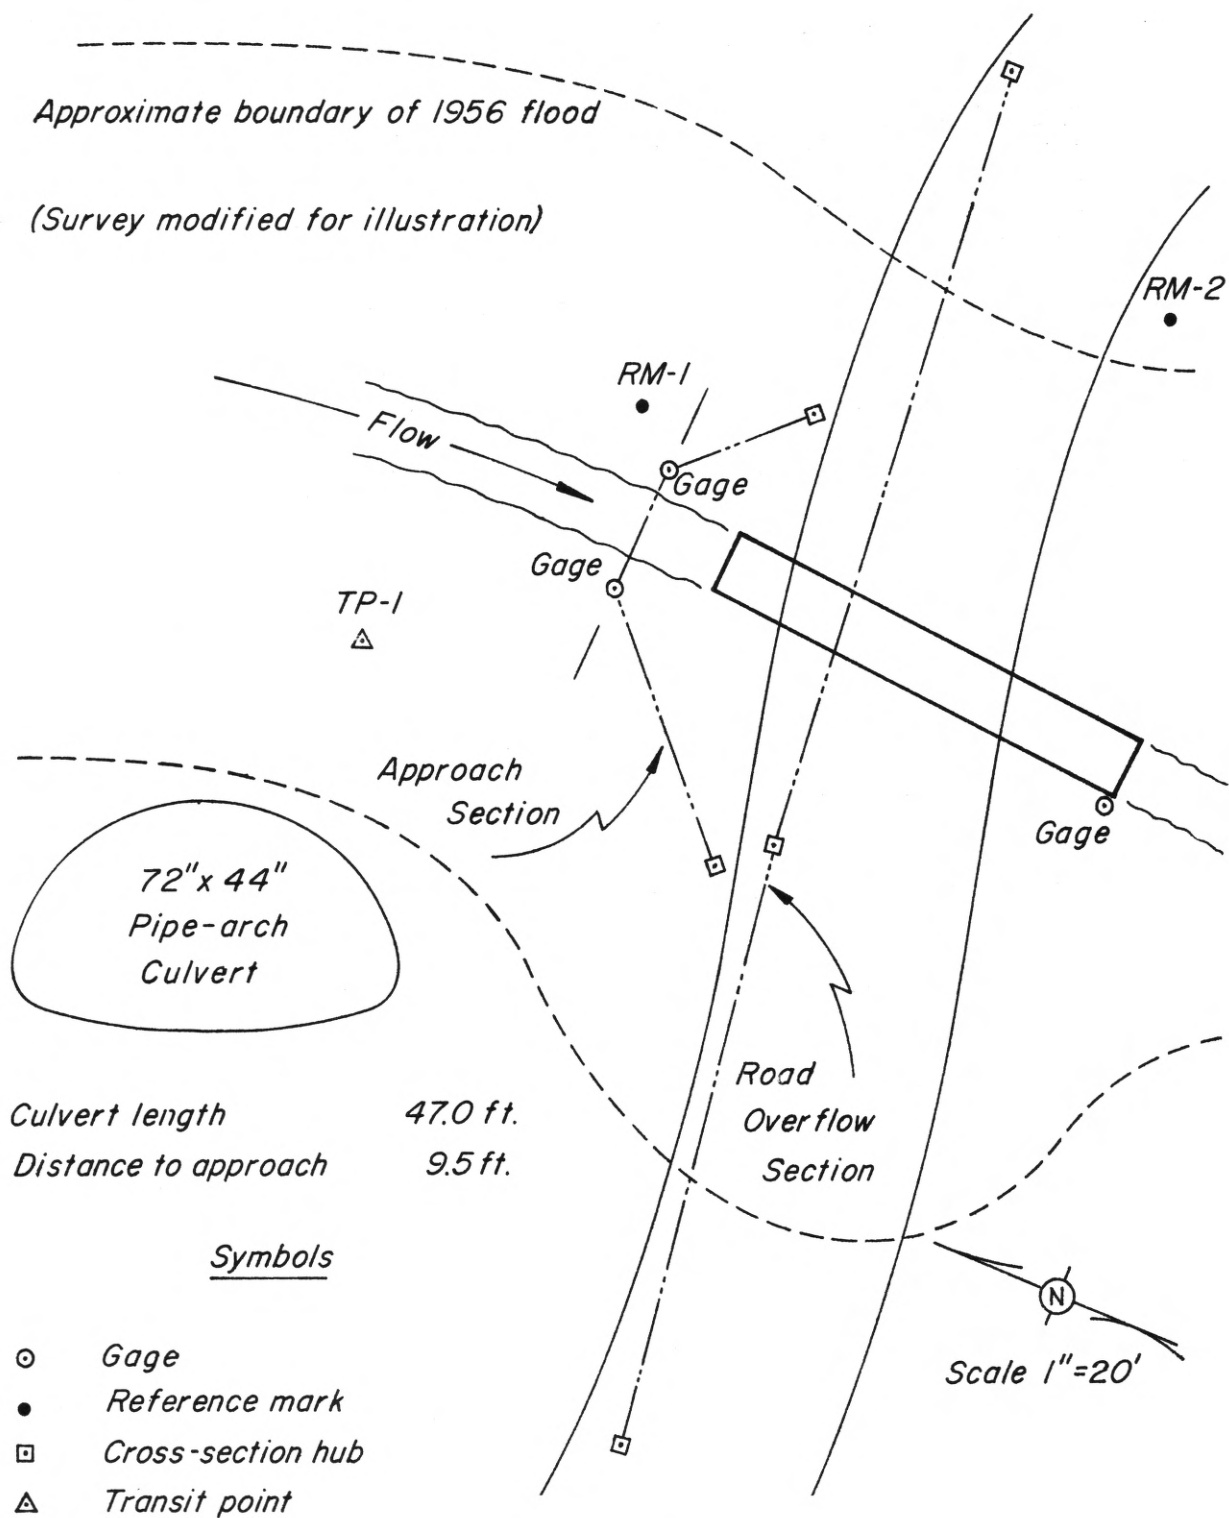 Approximate boundary of 1956 flood
(Survey modified for illustration)
RM-2
RM-1
Flow
Gage
Gage
TP-1
Approach
Section
Gage
72" x 44"
Pipe-arch
Culvert
Road
Overflow
Section
Culvert length 47.0 ft.
Distance to approach 9.5 ft.
Symbols
N
Scale 1"=20'
Gage
Reference mark
Cross-section hub
Transit point